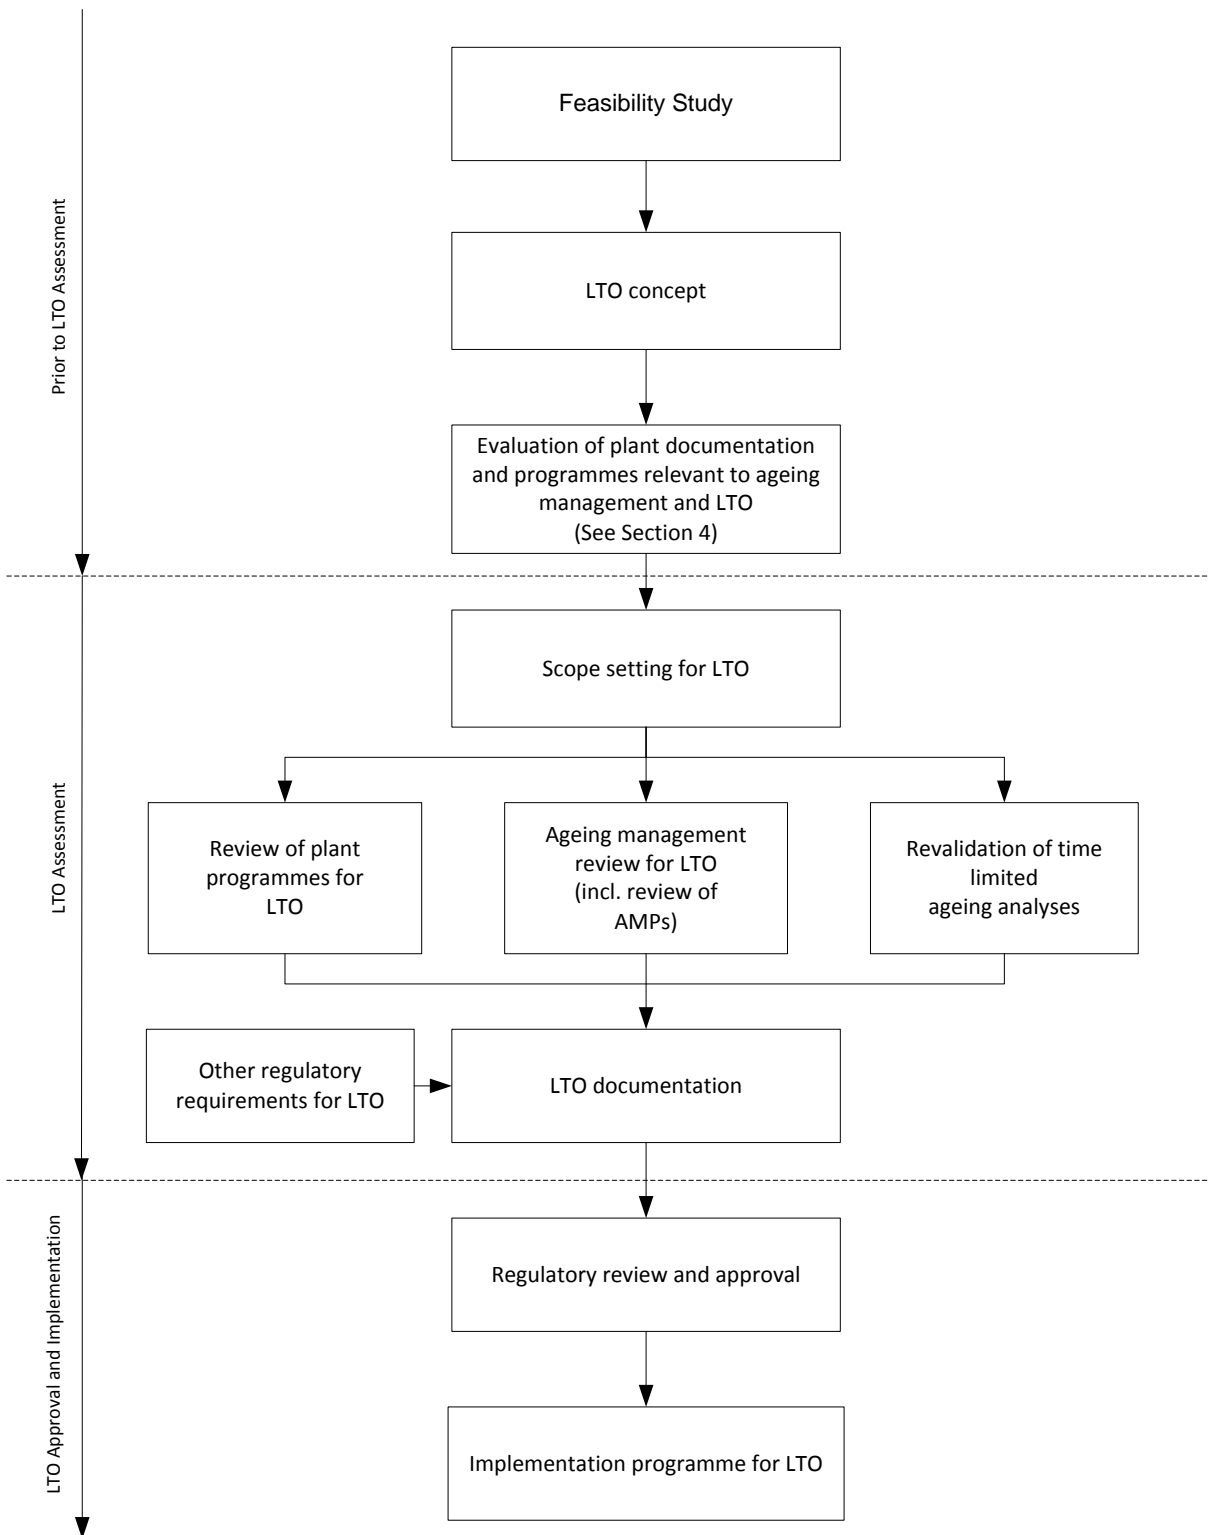 Feasibility Study
Prior to LTO Assessment
LTO concept
Evaluation of plant documentation
and programmes relevant to ageing
management and LTO
(See Section 4)
Scope setting for LTO
LTO Assessment
Review of plant
programmes for
LTO
Ageing management
review for LTO
(incl. review of
AMPs)
Revalidation of time
limited
ageing analyses
Other regulatory
requirements for LTO
LTO documentation
LTO Approval and Implementation
Regulatory review and approval
Implementation programme for LTO